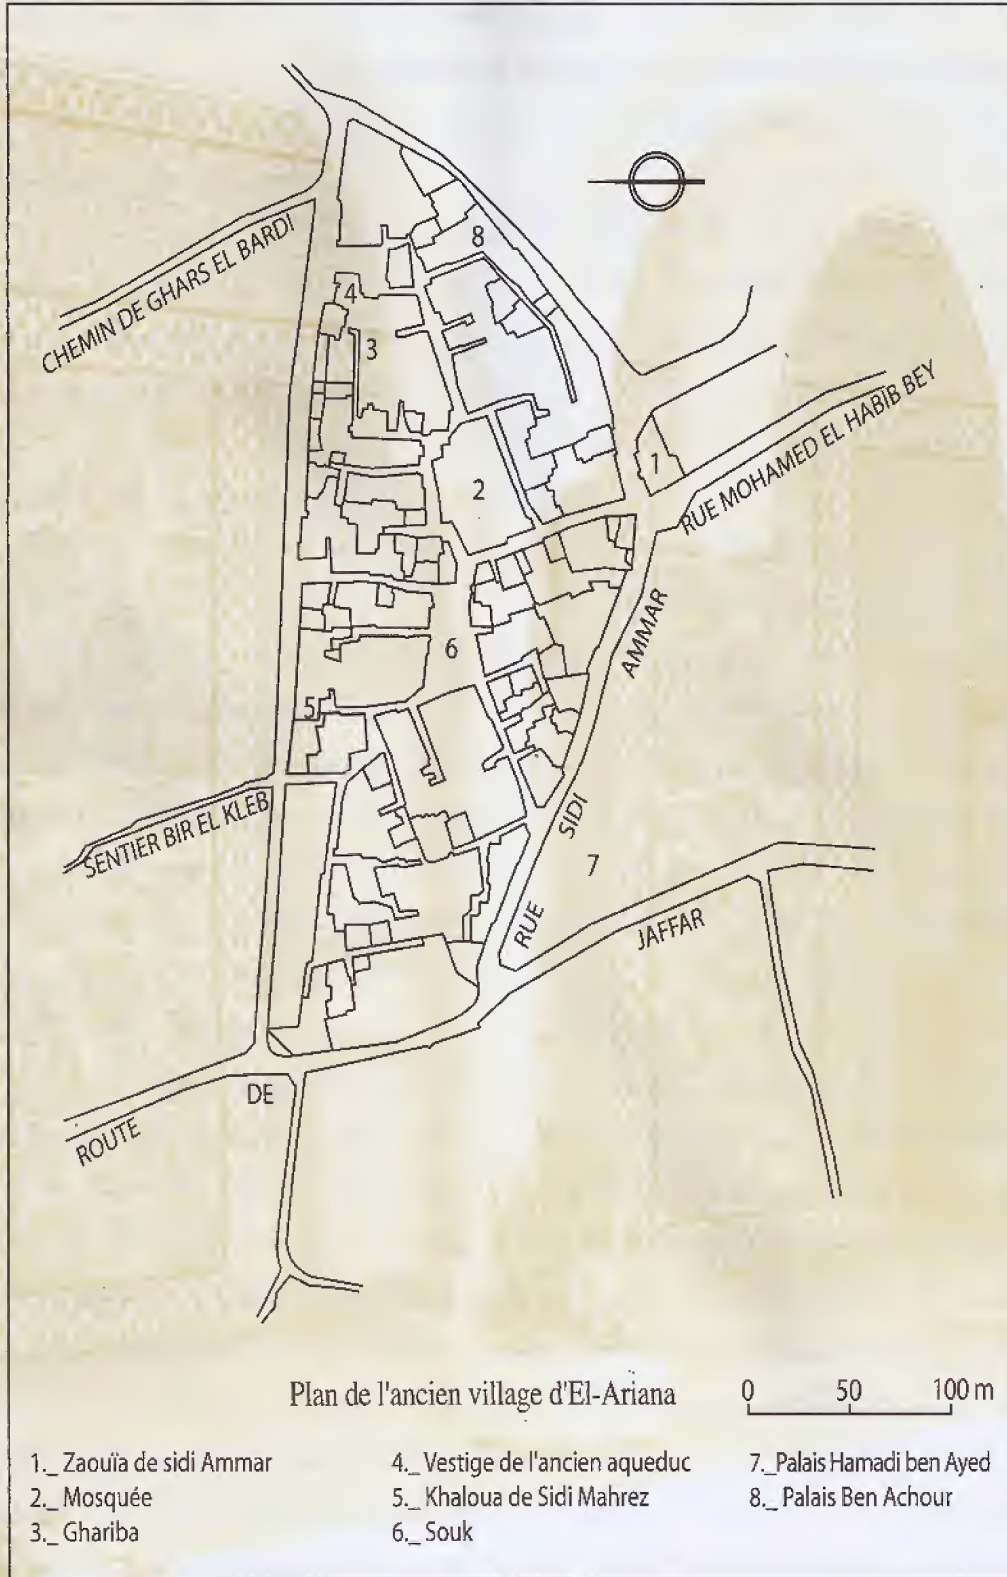 CHEMIN DE GHARS EL BARDI
8
4
3
RUE MOHAMED EL HABIB BEY
1
2
AMMAR
6
5
SENTIER BIR EL KLEB
SIDI
7
RUE
JAFFAR
DE
ROUTE
Plan de l'ancien village d'El-Ariana
0 50 100 m
1._ Zaouïa de sidi Ammar
2._ Mosquée
3._ Ghariba
4._ Vestige de l'ancien aqueduc
5._ Khaloua de Sidi Mahrez
6._ Souk
7._Palais Hamadi ben Ayed
8._ Palais Ben Achour